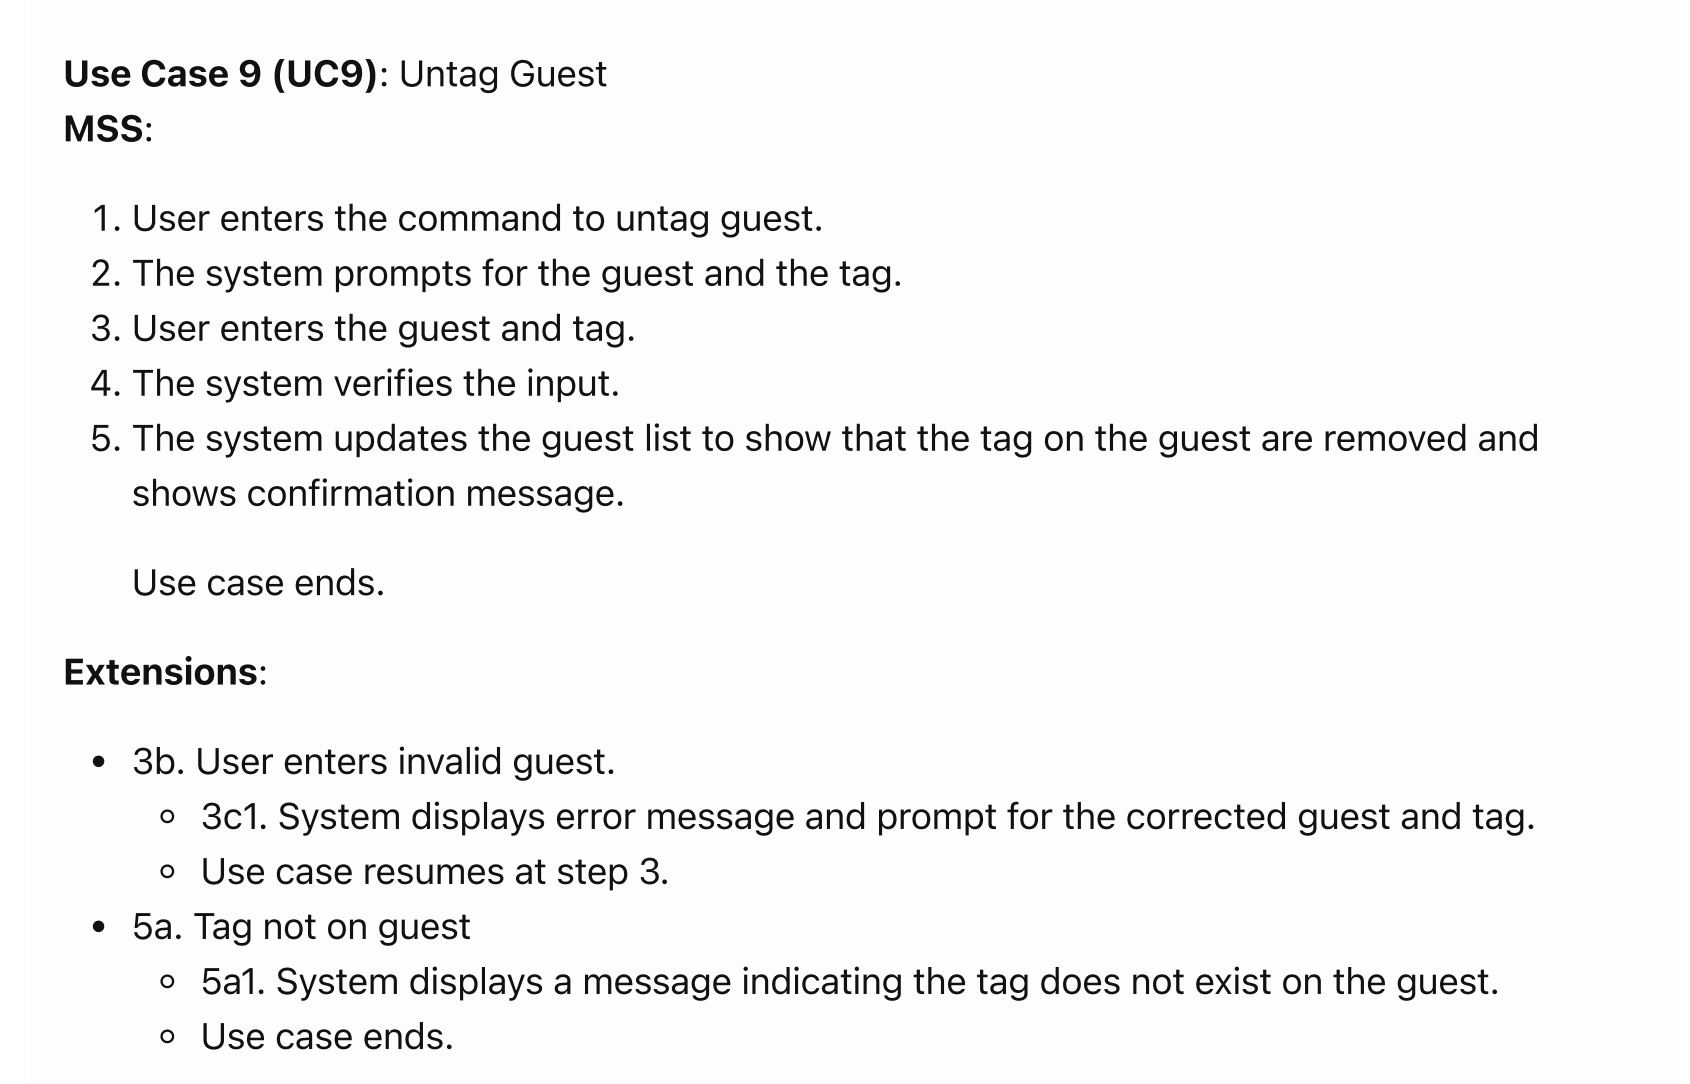 Use Case 9 (UC9): Untag Guest
MSS:
1. User enters the command to untag guest.
2. The system prompts for the guest and the tag.
3. User enters the guest and tag.
4. The system verifies the input.
5. The system updates the guest list to show that the tag on the guest are removed and
shows confirmation message.
Use case ends.
Extensions:
• 3b. User enters invalid guest.
◦ 3c1. System displays error message and prompt for the corrected guest and tag.
◦ Use case resumes at step 3.
• 5a. Tag not on guest
◦ 5a1. System displays a message indicating the tag does not exist on the guest.
◦ Use case ends.